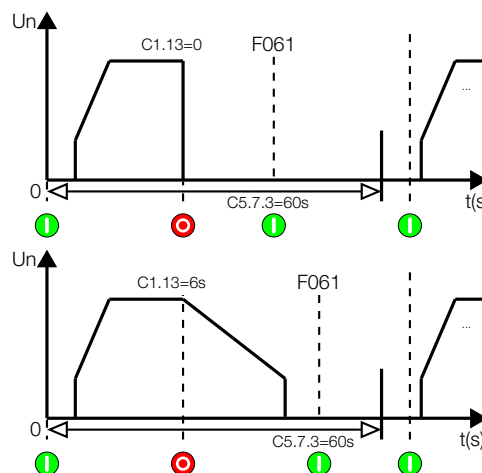 Un
C1.13=0
F061
...
0
C5.7.3=60s
t(s
Un
C1.13=6s
F061
...
0
C5.7.3=60s
t(s)